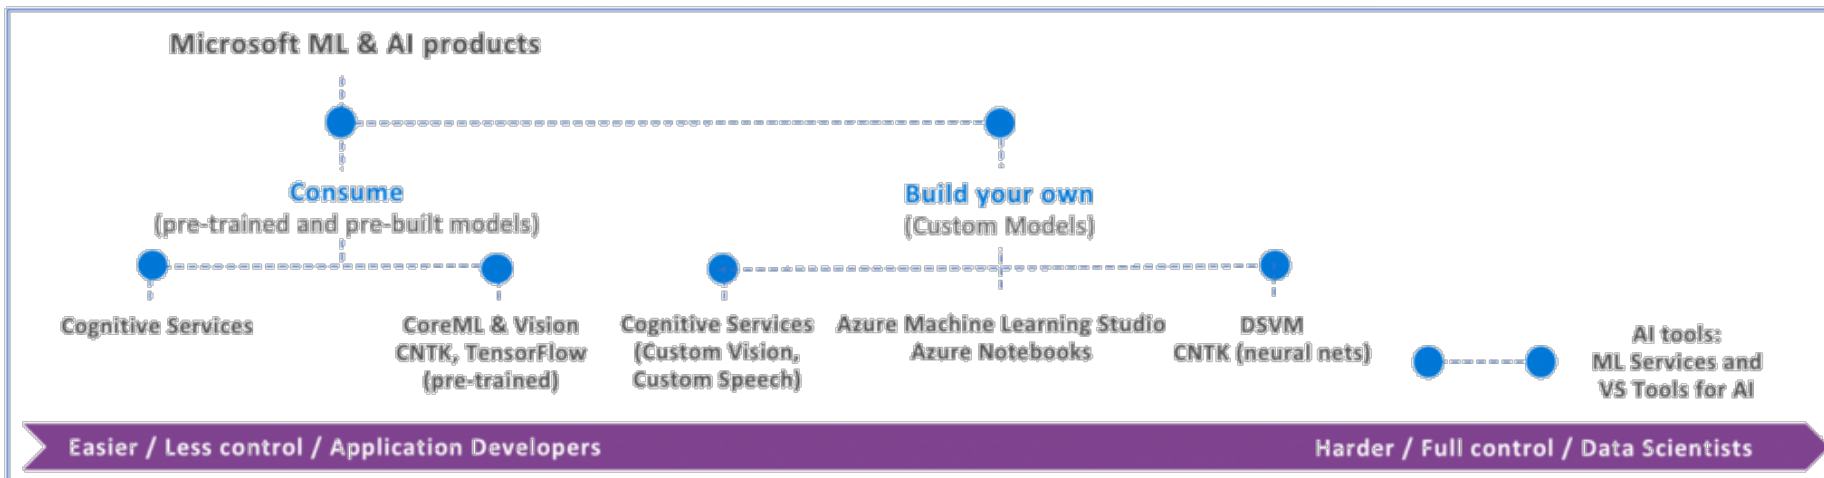 Microsoft ML & AI products
Consume
(pre-trained and pre-built models)
Build your own
(Custom Models)
Cognitive Services
CoreML & Vision
CNTK, TensorFlow
(pre-trained)
Cognitive Services
(Custom Vision,
Custom Speech)
Azure Machine Learning Studio
Azure Notebooks
DSVM
CNTK (neural nets)
AI tools:
ML Services and
VS Tools for AI
Easier / Less control / Application Developers
Harder / Full control / Data Scientists